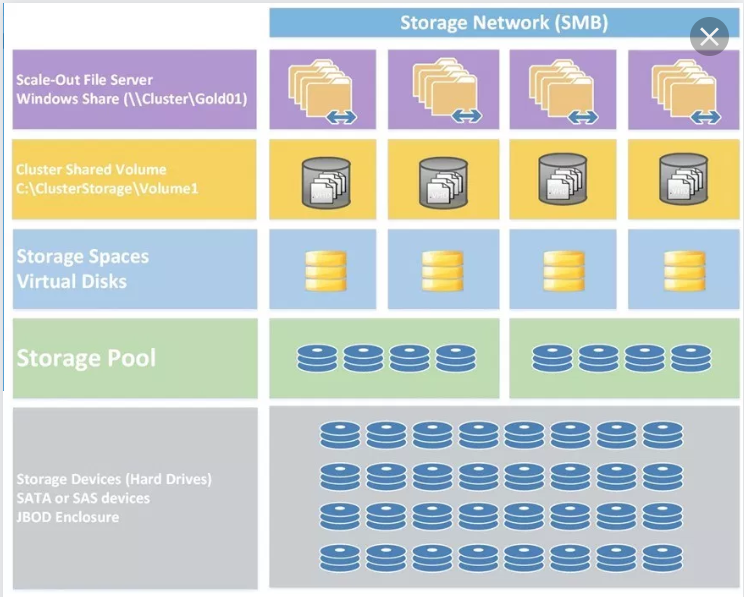 Storage Network (SMB)
Scale-Out File Server
Windows Share (\\Cluster\Gold01)
Cluster Shared Volume
C:\ClusterStorage\Volume1
Storage Spaces
Virtual Disks
Storage Pool
Storage Devices (Hard Drives)
SATA or SAS devices
JBOD Enclosure